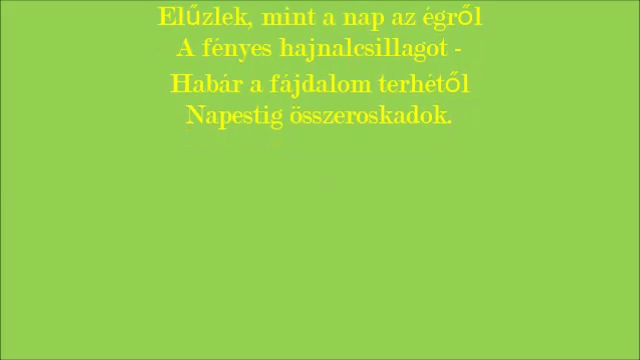 Elűzlek, mint a nap az égről
A fényes hajnalcsillagot -
Habár a fájdalom terhétől
Napestig összeroskadok.